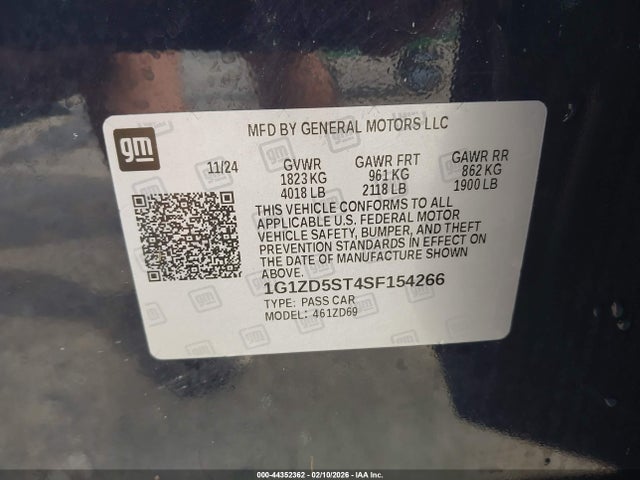 gm
MFD BY GENERAL MOTORS LLC
11/24 GVWR GAWR FRT GAWR RR
1823 KG 961 KG 862 KG
4018 LB 2118 LB 1900 LB
THIS VEHICLE CONFORMS TO ALL
APPLICABLE U.S. FEDERAL MOTOR
VEHICLE SAFETY, BUMPER, AND THEFT
PREVENTION STANDARDS IN EFFECT ON
THE DATE OF MANUFACTURE SHOWN
ABOVE.
1G1ZD5ST4SF154266
TYPE: PASS CAR
MODEL: 461ZD69
000-44352362 - 02/10/2026 - IAA Inc.